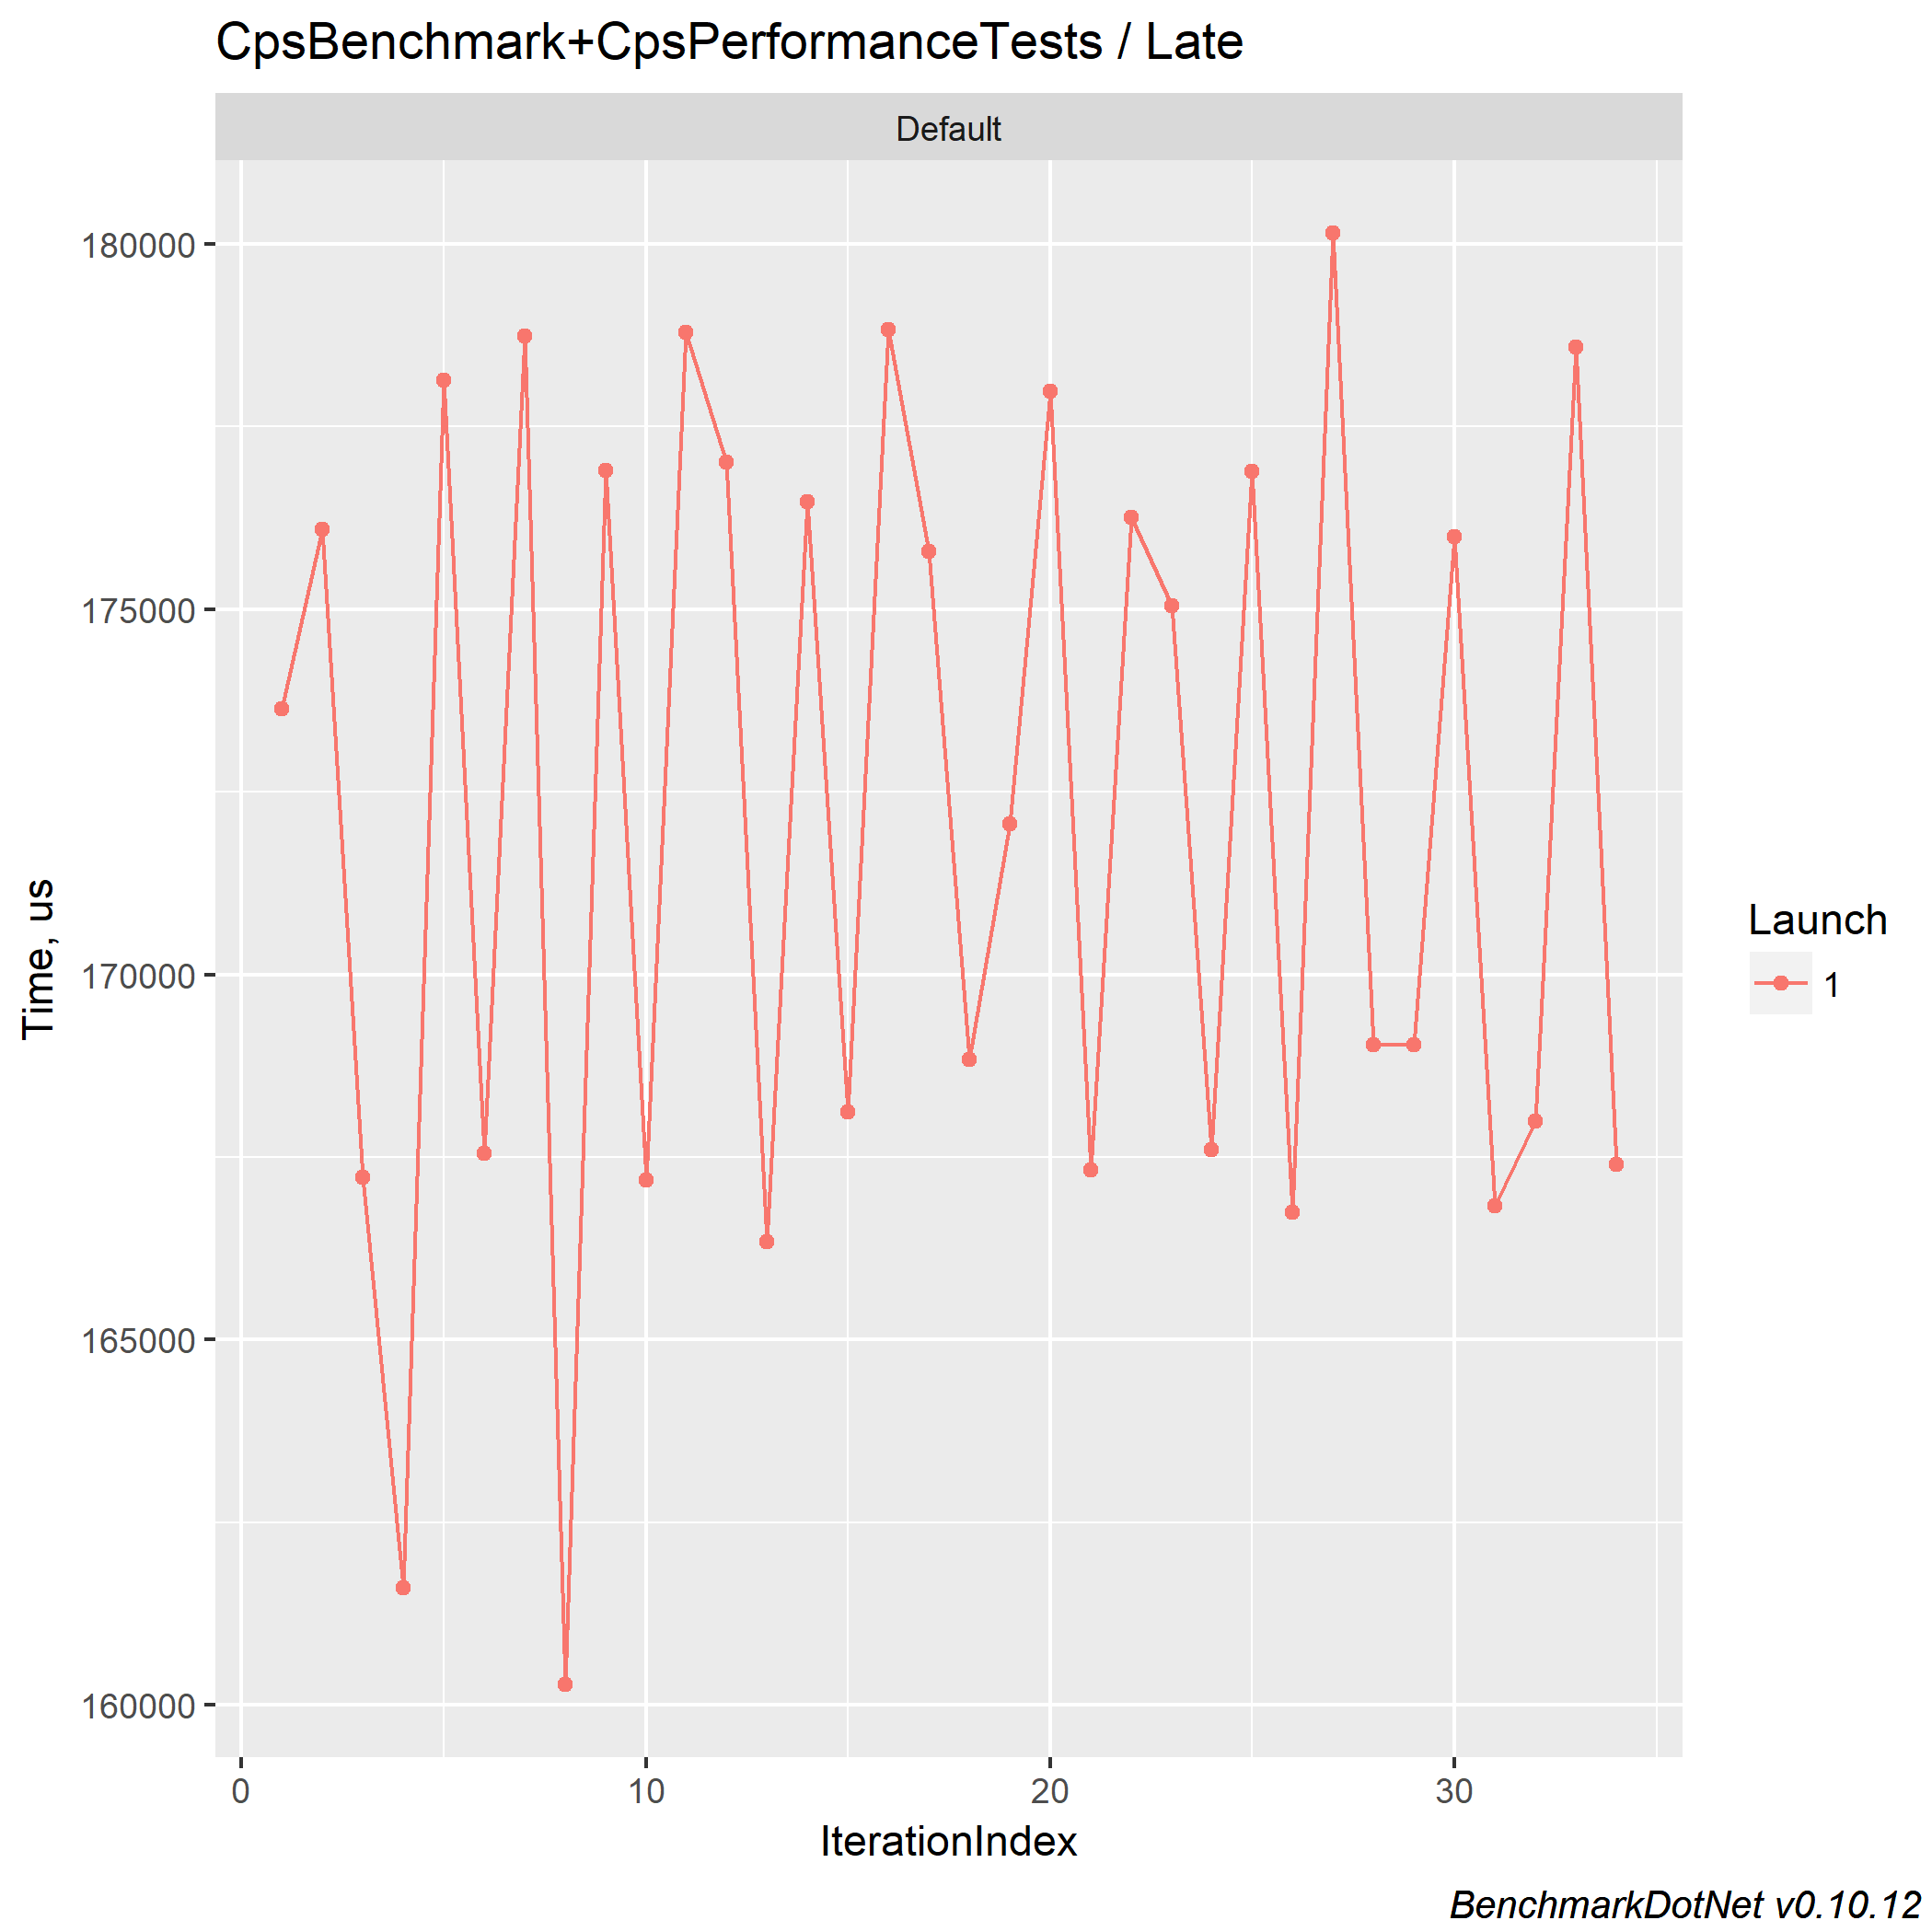 CpsBenchmark+CpsPerformanceTests / Late
Default
180000
175000
170000
165000
160000
Time, us
0 10 20 30
IterationIndex
Launch
1
BenchmarkDotNet v0.10.12